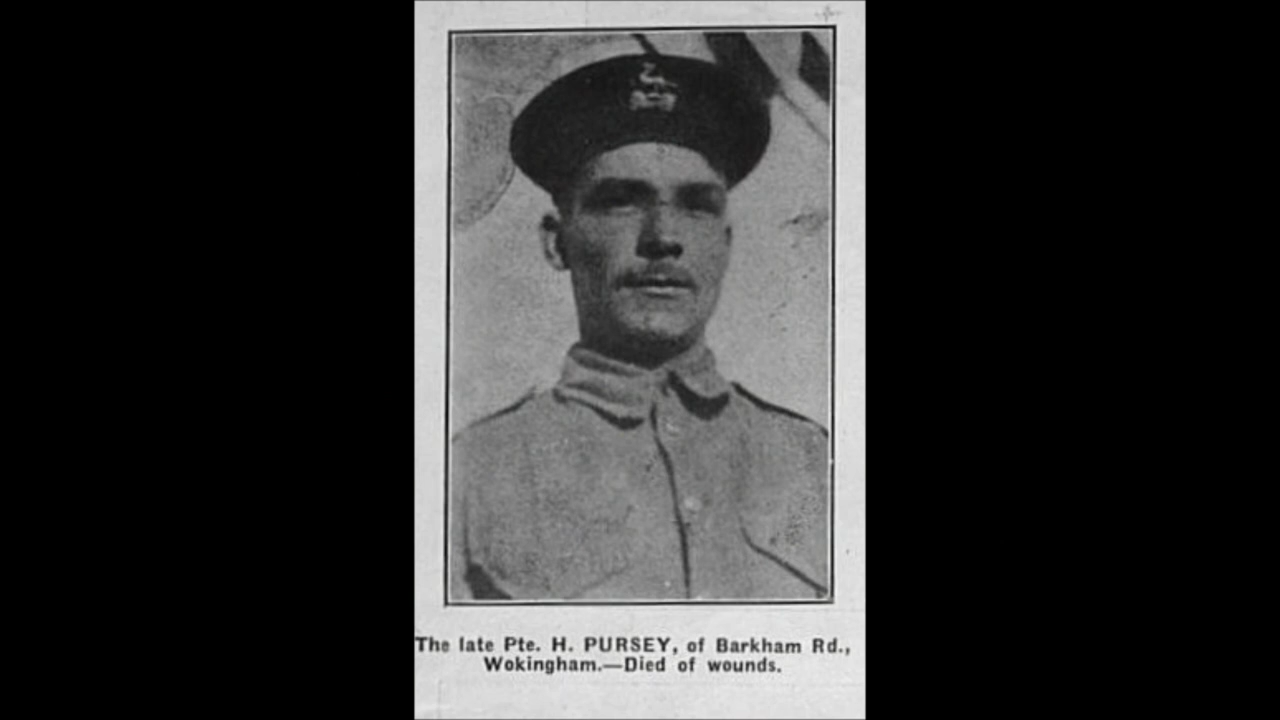 The late Pte. H. PURSEY, of Barkham Rd.,
Wokingham.—Died of wounds.